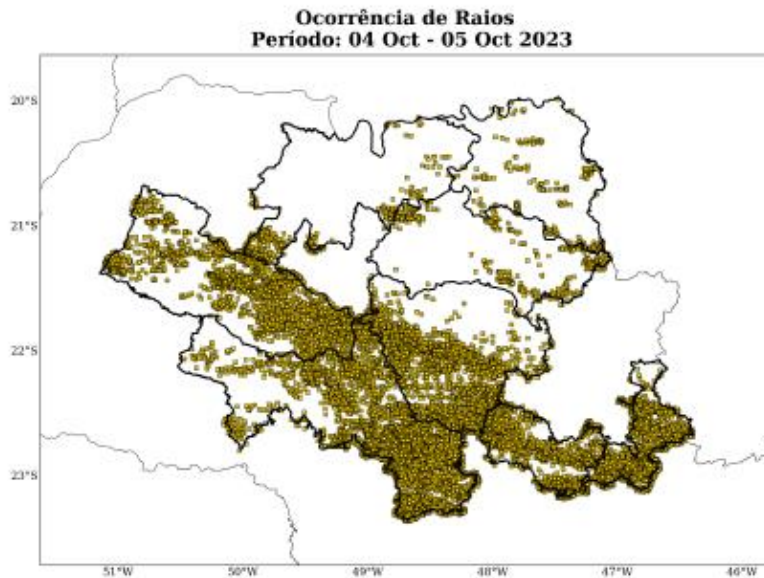 Ocorrência de Raios
Período: 04 Oct - 05 Oct 2023
20°S
21°S
22°S
23°S
51°W 50°W 49°W 48°W 47°W 46°W